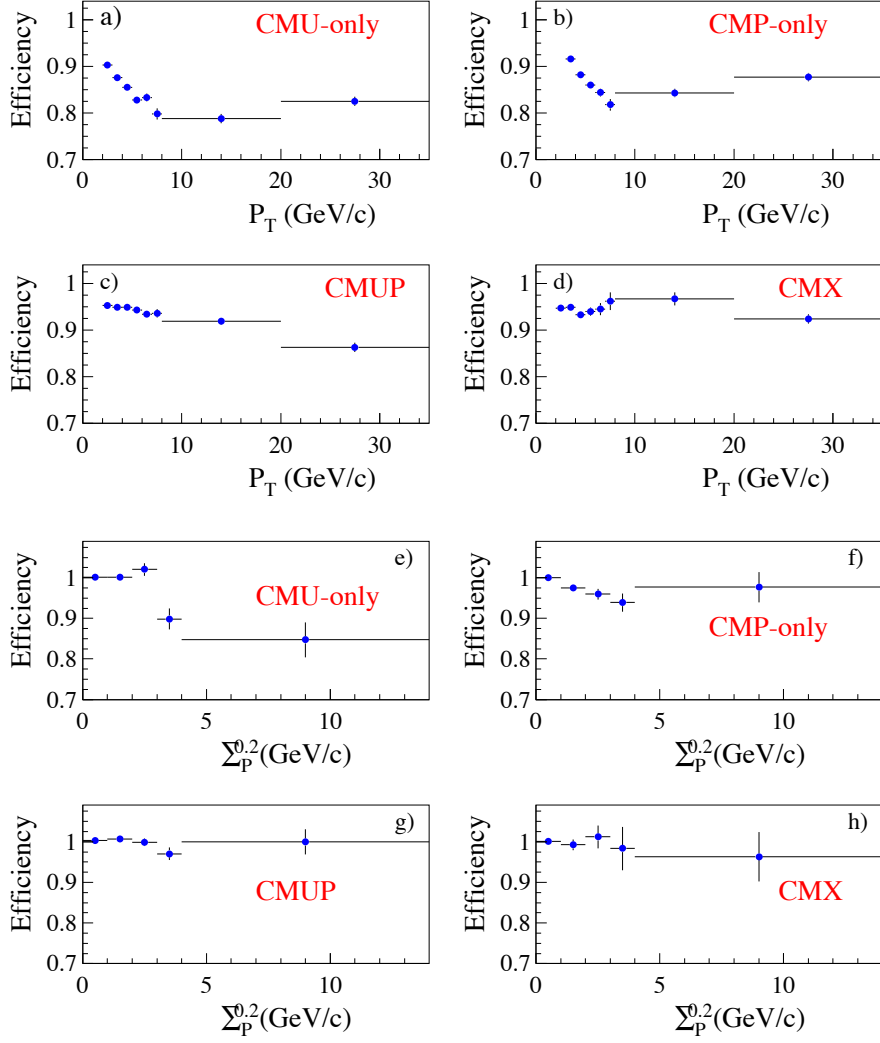 a)
CMU-only
Efficiency
1
0.9
0.8
0.7
0 10 20 30
P_T (GeV/c)
b)
CMP-only
Efficiency
1
0.9
0.8
0.7
0 10 20 30
P_T (GeV/c)
c)
CMUP
Efficiency
1
0.9
0.8
0.7
0 10 20 30
P_T (GeV/c)
d)
CMX
Efficiency
1
0.9
0.8
0.7
0 10 20 30
P_T (GeV/c)
e)
CMU-only
Efficiency
1
0.9
0.8
0.7
0 5 10
Σ_P^0.2 (GeV/c)
f)
CMP-only
Efficiency
1
0.9
0.8
0.7
0 5 10
Σ_P^0.2 (GeV/c)
g)
CMUP
Efficiency
1
0.9
0.8
0.7
0 5 10
Σ_P^0.2 (GeV/c)
h)
CMX
Efficiency
1
0.9
0.8
0.7
0 5 10
Σ_P^0.2 (GeV/c)